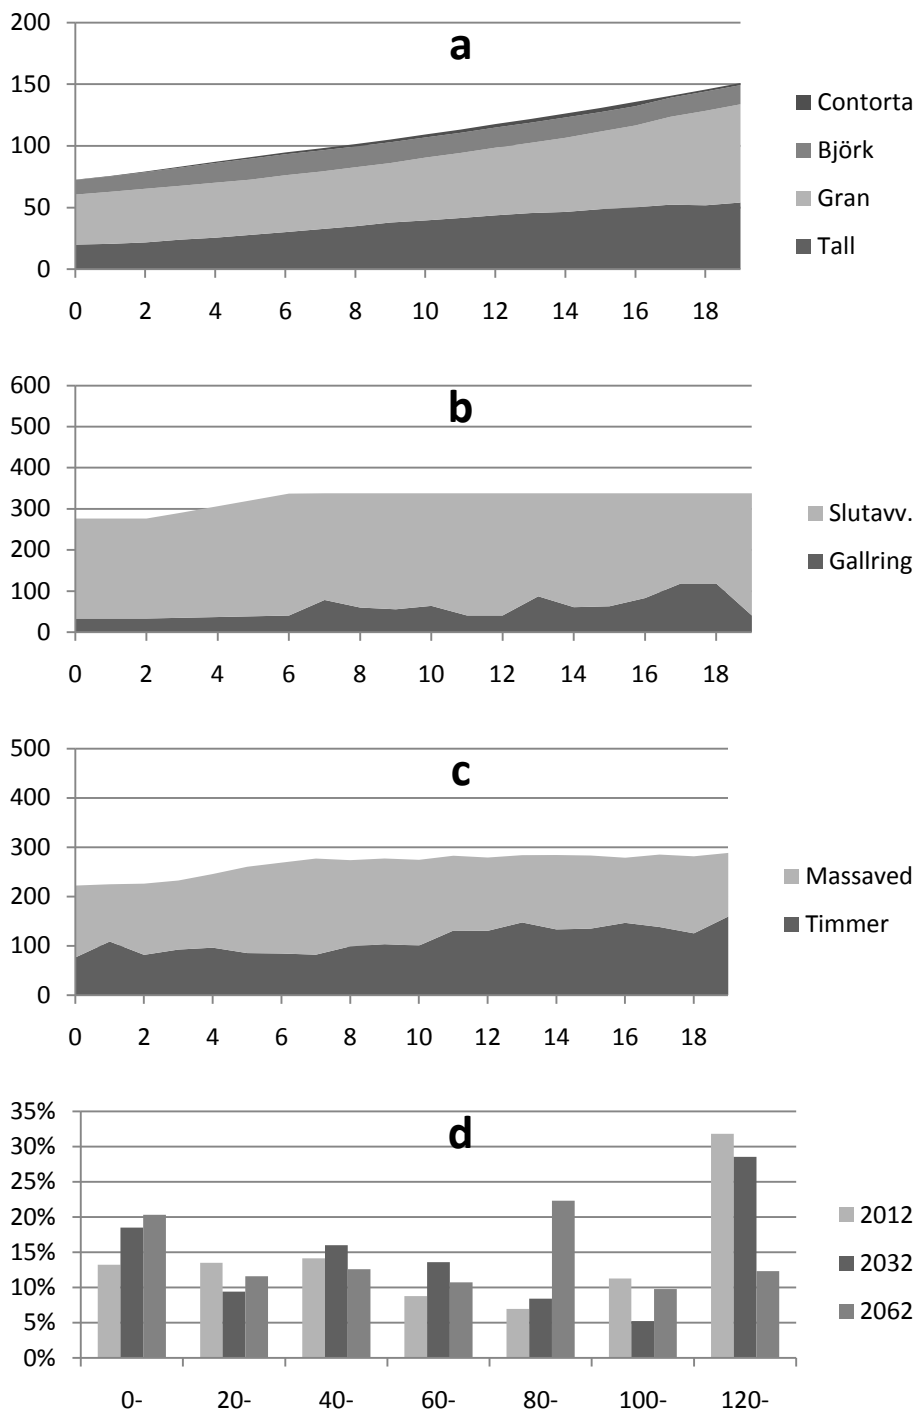 a
200
150
100
50
0
0 2 4 6 8 10 12 14 16 18
Contorta
Björk
Gran
Tall
b
600
500
400
300
200
100
0
0 2 4 6 8 10 12 14 16 18
Slutavv.
Gallring
c
500
400
300
200
100
0
0 2 4 6 8 10 12 14 16 18
Massaved
Timmer
d
35%
30%
25%
20%
15%
10%
5%
0%
0- 20- 40- 60- 80- 100- 120-
2012
2032
2062